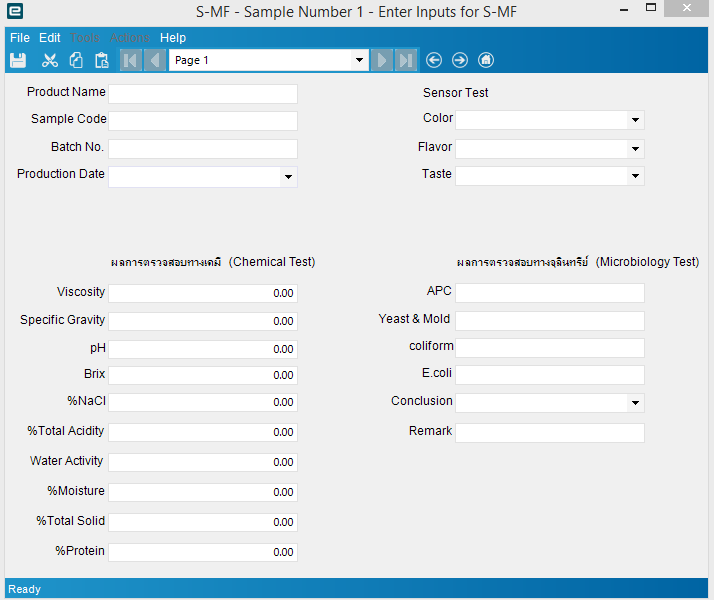 S-MF - Sample Number 1 - Enter Inputs for S-MF
File Edit Tools Actions Help
Page 1
Product Name
Sample Code
Batch No.
Production Date
Sensor Test
Color
Flavor
Taste
ผลการตรวจสอบทางเคมี (Chemical Test)
Viscosity 0.00
Specific Gravity 0.00
pH 0.00
Brix 0.00
%NaCl 0.00
%Total Acidity 0.00
Water Activity 0.00
%Moisture 0.00
%Total Solid 0.00
%Protein 0.00
ผลการตรวจสอบทางจุลินทรีย์ (Microbiology Test)
APC
Yeast & Mold
coliform
E.coli
Conclusion
Remark
Ready